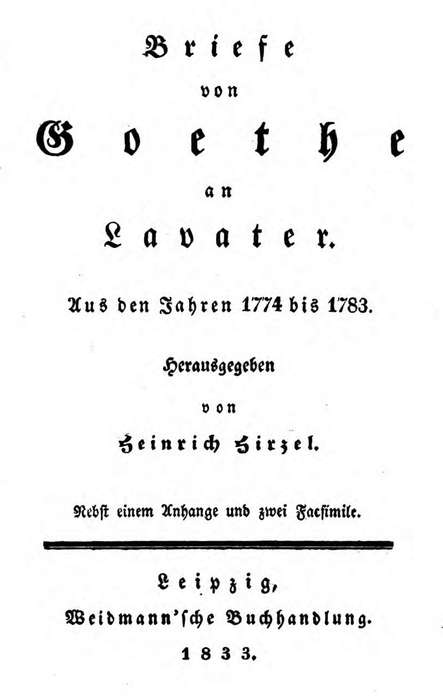 Briefe
von
Goethe
an
Lavater.
Aus den Jahren 1774 bis 1783.
Herausgegeben
von
Heinrich Hirzel.
Nebst einem Anhange und zwei Facsimile.
Leipzig,
Weidmann'sche Buchhandlung.
1833.